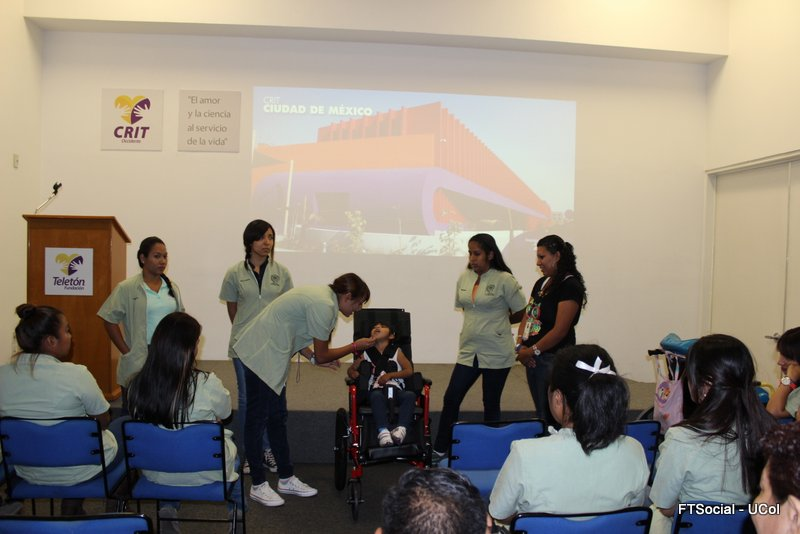 CRIT
Occidente
"El amor
y la ciencia
al servicio
de la vida"
CRIT
CIUDAD DE MÉXICO
Teletón
Fundación
FTSocial - UCol